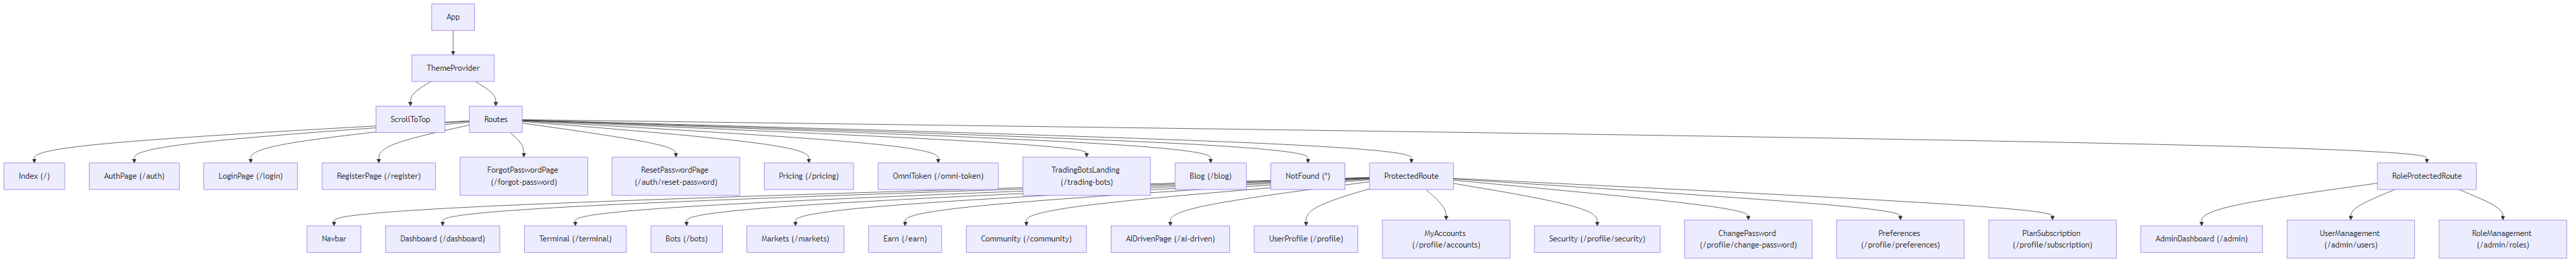 App
ThemeProvider
ScrollToTop
Routes
Index (/)
AuthPage (/auth)
LoginPage (/login)
RegisterPage (/register)
ForgotPasswordPage
(/forgot-password)
ResetPasswordPage
(/auth/reset-password)
Pricing (/pricing)
OmniToken (/omni-token)
TradingBotsLanding
(/trading-bots)
Blog (/blog)
NotFound (*)
ProtectedRoute
RoleProtectedRoute
Navbar
Dashboard (/dashboard)
Terminal (/terminal)
Bots (/bots)
Markets (/markets)
Earn (/earn)
Community (/community)
AIDrivenPage (/ai-driven)
UserProfile (/profile)
MyAccounts
(/profile/accounts)
Security (/profile/security)
ChangePassword
(/profile/change-password)
Preferences
(/profile/preferences)
PlanSubscription
(/profile/subscription)
AdminDashboard (/admin)
UserManagement
(/admin/users)
RoleManagement
(/admin/roles)